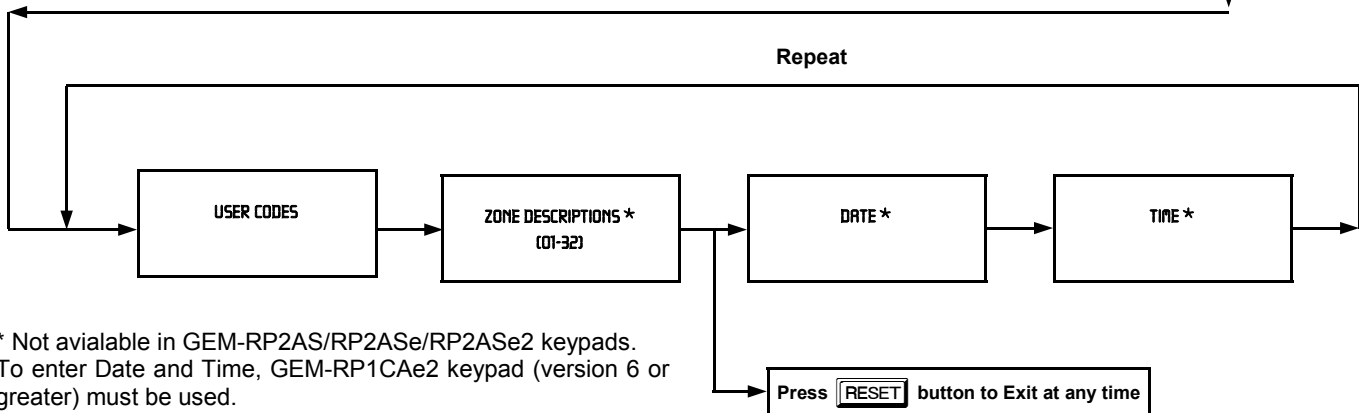 Repeat
USER CODES
ZONE DESCRIPTIONS *
(01-32)
DATE *
TIME *
* Not avialable in GEM-RP2AS/RP2ASe/RP2ASe2 keypads.
To enter Date and Time, GEM-RP1CAe2 keypad (version 6 or
greater) must be used.
Press RESET button to Exit at any time